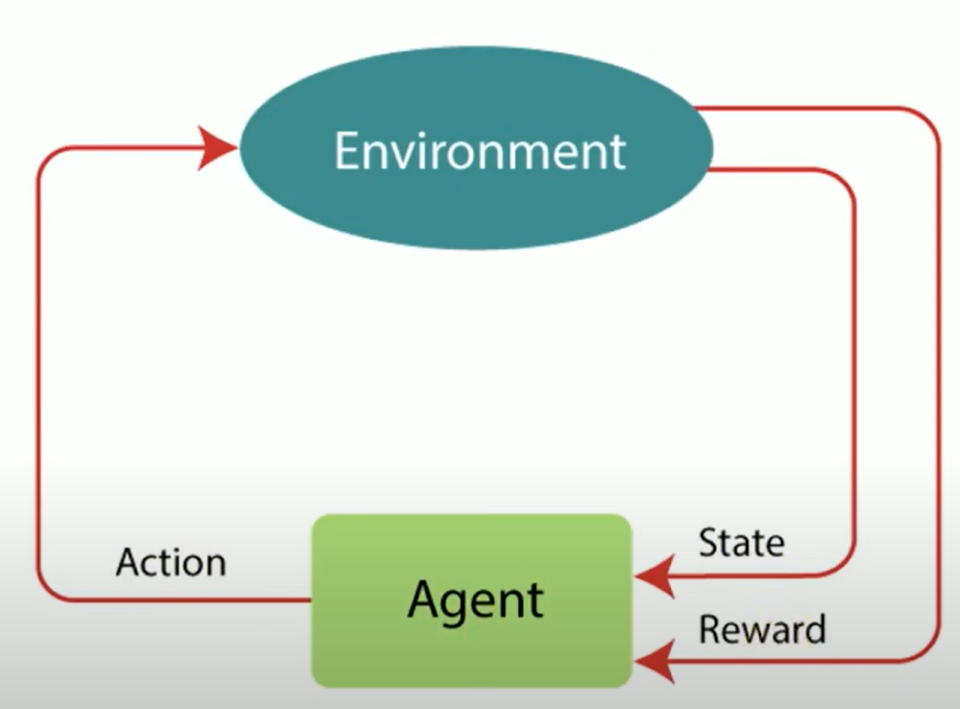 Environment
Action
Agent
State
Reward